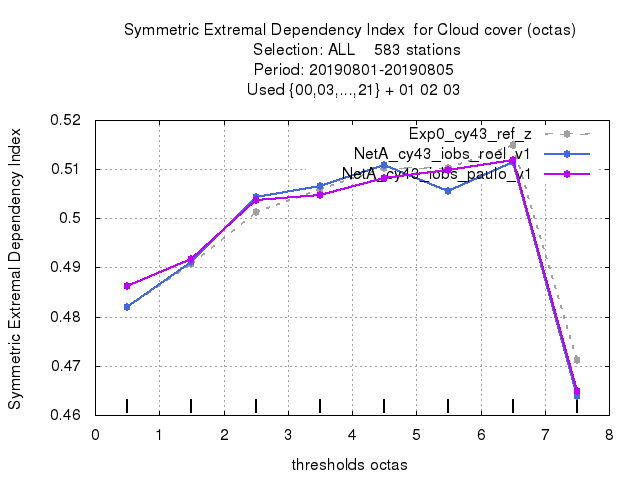 Symmetric Extremal Dependency Index  for Cloud cover (octas)
Selection: ALL    583 stations
Period: 20190801-20190805
Used {00,03,...,21} + 01 02 03
Symmetric Extremal Dependency Index
0.52
0.51
0.5
0.49
0.48
0.47
0.46
Exp0_cy43_ref_z
NetA_cy43_iobs_roel_v1
NetA_cy43_iobs_paulo_v1
0 1 2 3 4 5 6 7 8
thresholds octas